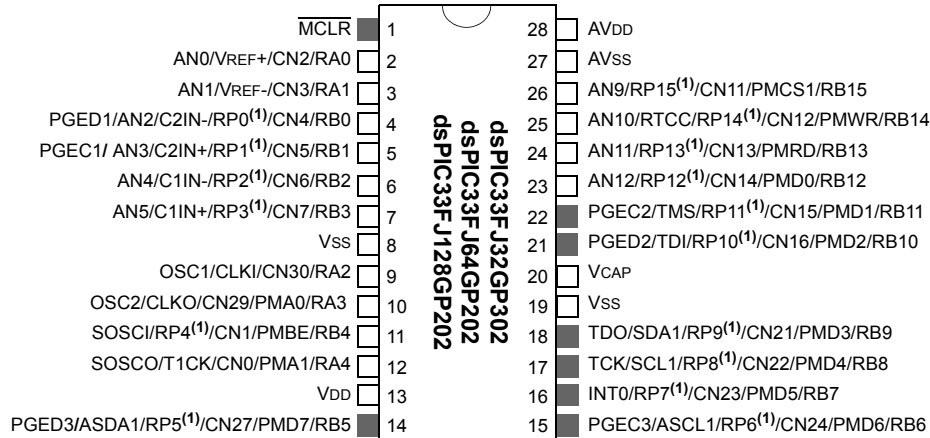 MCLR 1 28 AVDD
AN0/VREF+/CN2/RA0 2 27 AVSS
AN1/VREF-/CN3/RA1 3 26 AN9/RP15(1)/CN11/PMCS1/RB15
PGED1/AN2/C2IN-/RP0(1)/CN4/RB0 4 25 AN10/RTCC/RP14(1)/CN12/PMWR/RB14
PGEC1/ AN3/C2IN+/RP1(1)/CN5/RB1 5 24 AN11/RP13(1)/CN13/PMRD/RB13
AN4/C1IN-/RP2(1)/CN6/RB2 6 23 AN12/RP12(1)/CN14/PMD0/RB12
AN5/C1IN+/RP3(1)/CN7/RB3 7 22 PGEC2/TMS/RP11(1)/CN15/PMD1/RB11
VSS 8 21 PGED2/TDI/RP10(1)/CN16/PMD2/RB10
OSC1/CLKI/CN30/RA2 9 20 VCAP
OSC2/CLKO/CN29/PMA0/RA3 10 19 VSS
SOSCI/RP4(1)/CN1/PMBE/RB4 11 18 TDO/SDA1/RP9(1)/CN21/PMD3/RB9
SOSCO/T1CK/CN0/PMA1/RA4 12 17 TCK/SCL1/RP8(1)/CN22/PMD4/RB8
VDD 13 16 INT0/RP7(1)/CN23/PMD5/RB7
PGED3/ASDA1/RP5(1)/CN27/PMD7/RB5 14 15 PGEC3/ASCL1/RP6(1)/CN24/PMD6/RB6
dsPIC33FJ32GP302
dsPIC33FJ64GP202
dsPIC33FJ128GP202